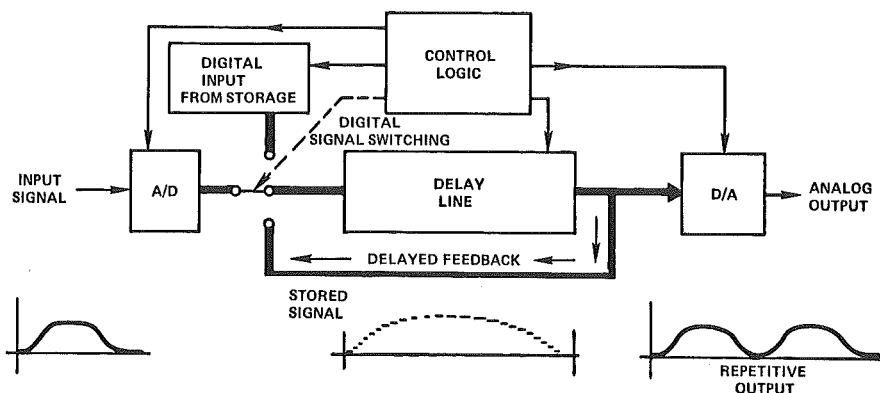 CONTROL
LOGIC
DIGITAL
INPUT
FROM STORAGE
DIGITAL
SIGNAL SWITCHING
INPUT
SIGNAL
A/D
DELAY
LINE
D/A
ANALOG
OUTPUT
DELAYED FEEDBACK
STORED
SIGNAL
REPETITIVE
OUTPUT